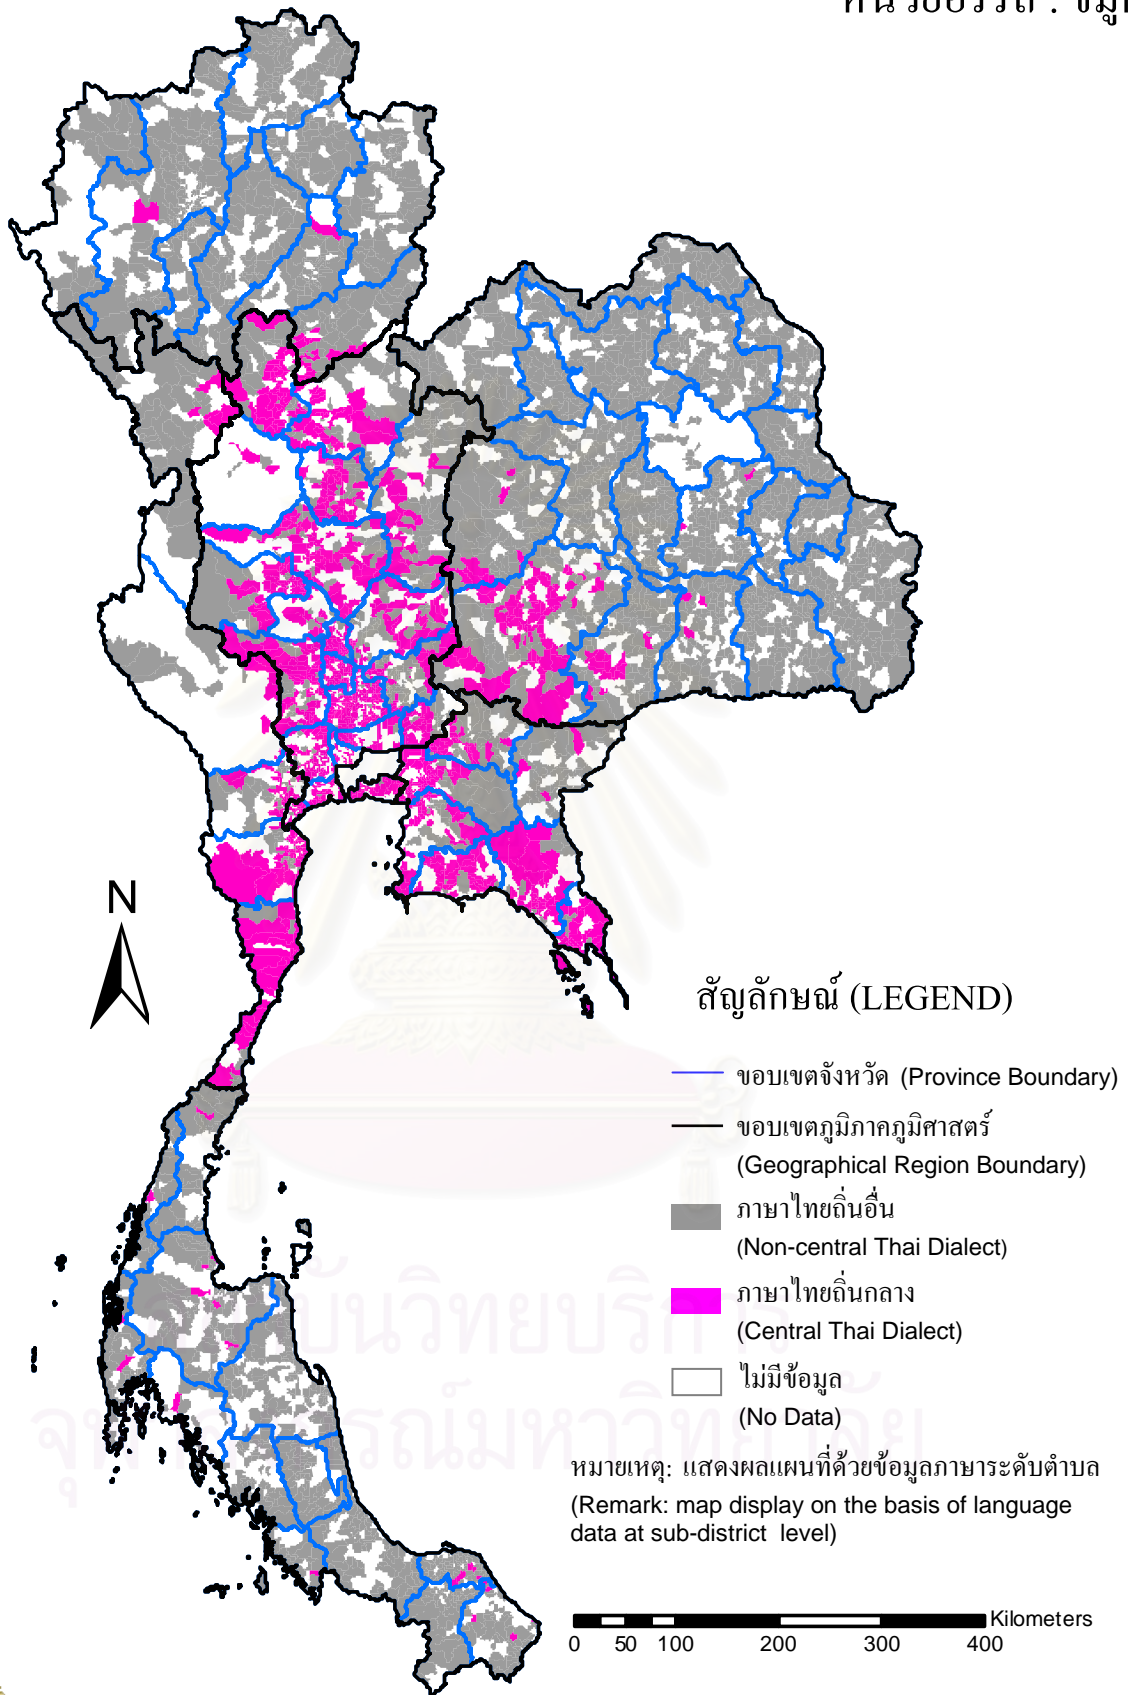 N
สัญลักษณ์ (LEGEND)
ขอบเขตจังหวัด (Province Boundary)
ขอบเขตภูมิภาคภูมิศาสตร์
(Geographical Region Boundary)
ภาษาไทยถิ่นอื่น
(Non-central Thai Dialect)
ภาษาไทยถิ่นกลาง
(Central Thai Dialect)
ไม่มีข้อมูล
(No Data)
หมายเหตุ: แสดงผลแผนที่ด้วยข้อมูลภาษาระดับตำบล
(Remark: map display on the basis of language
data at sub-district level)
Kilometers
0 50 100 200 300 400